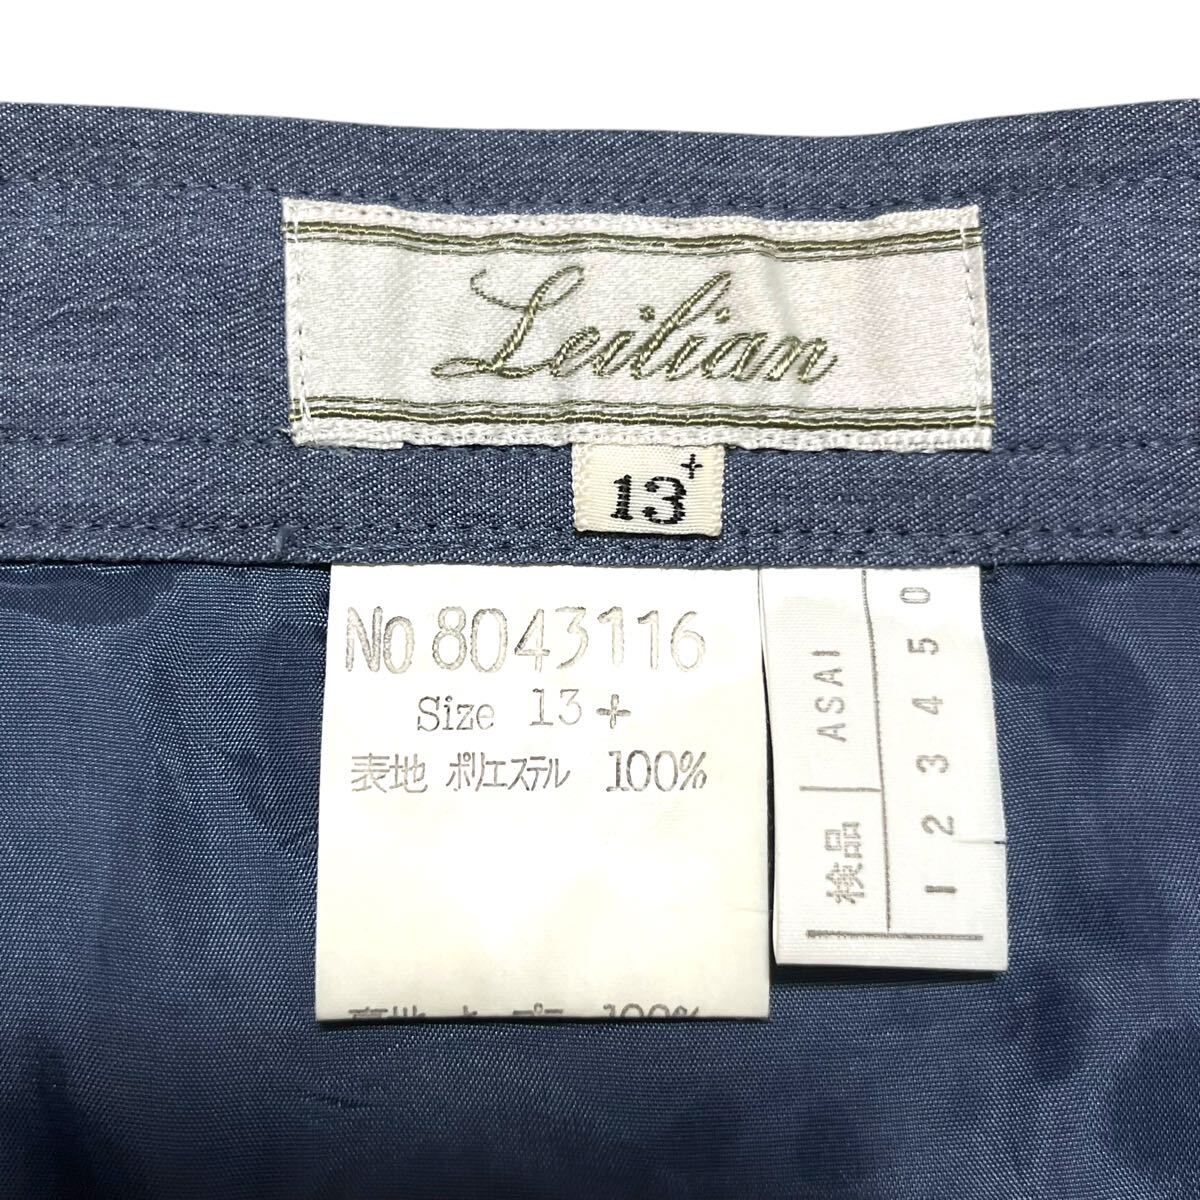 Leilian
13+
No 8043116
Size 13+
表地 ポリエステル 100%
検品 ASAI
1 2 3 4 5 0